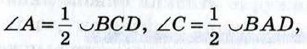 ∠A = 1/2 ◡BCD, ∠C = 1/2 ◡BAD,